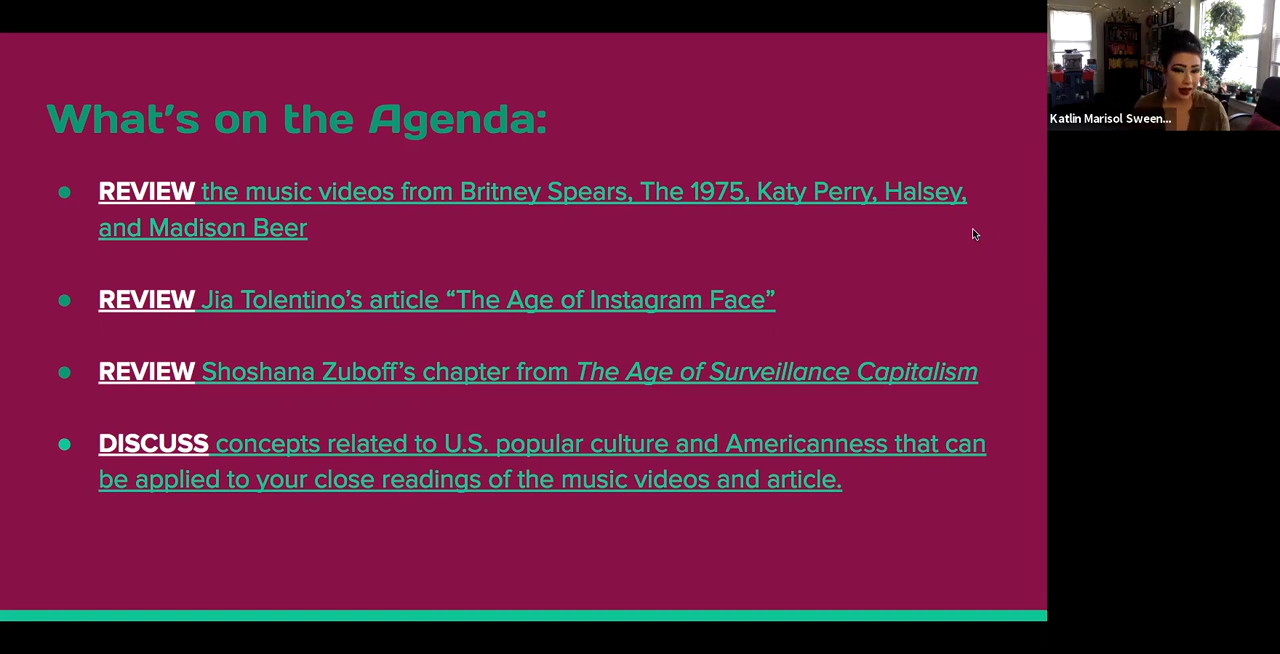 What's on the Agenda:
● REVIEW the music videos from Britney Spears, The 1975, Katy Perry, Halsey,
and Madison Beer
● REVIEW Jia Tolentino’s article “The Age of Instagram Face”
● REVIEW Shoshana Zuboff’s chapter from The Age of Surveillance Capitalism
● DISCUSS concepts related to U.S. popular culture and Americanness that can
be applied to your close readings of the music videos and article.
Katlin Marisol Sween...